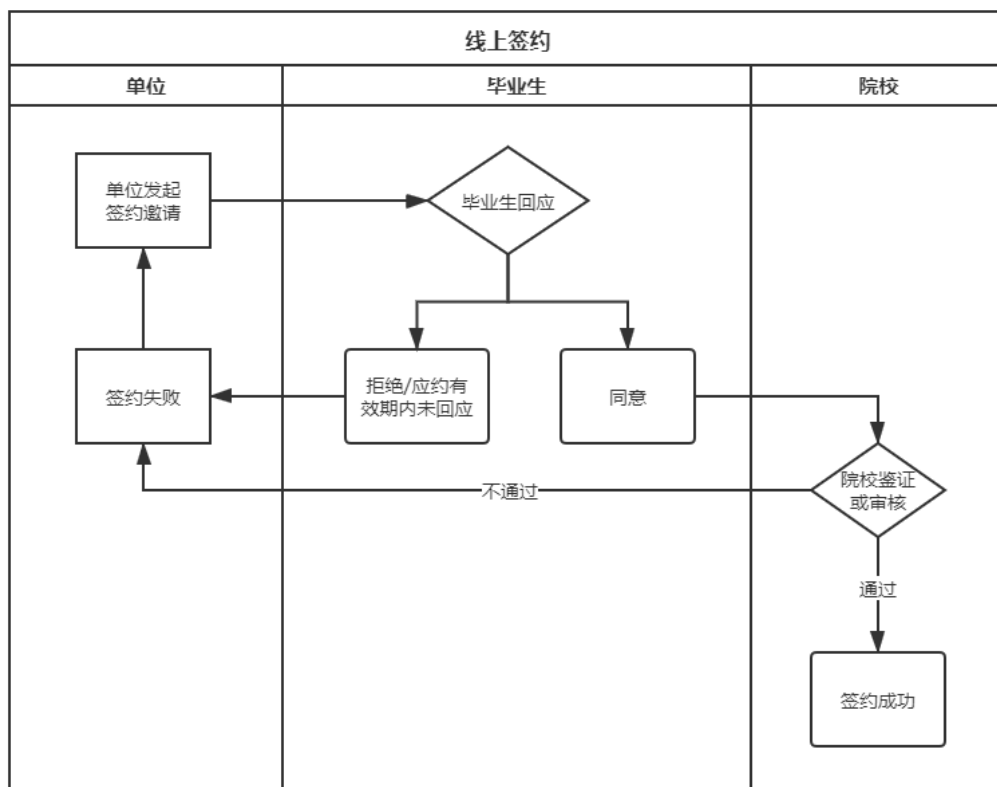 线上签约
单位
毕业生
院校
单位发起
签约邀请
毕业生回应
签约失败
拒绝/应约有
效期内未回应
同意
院校鉴证
或审核
不通过
通过
签约成功